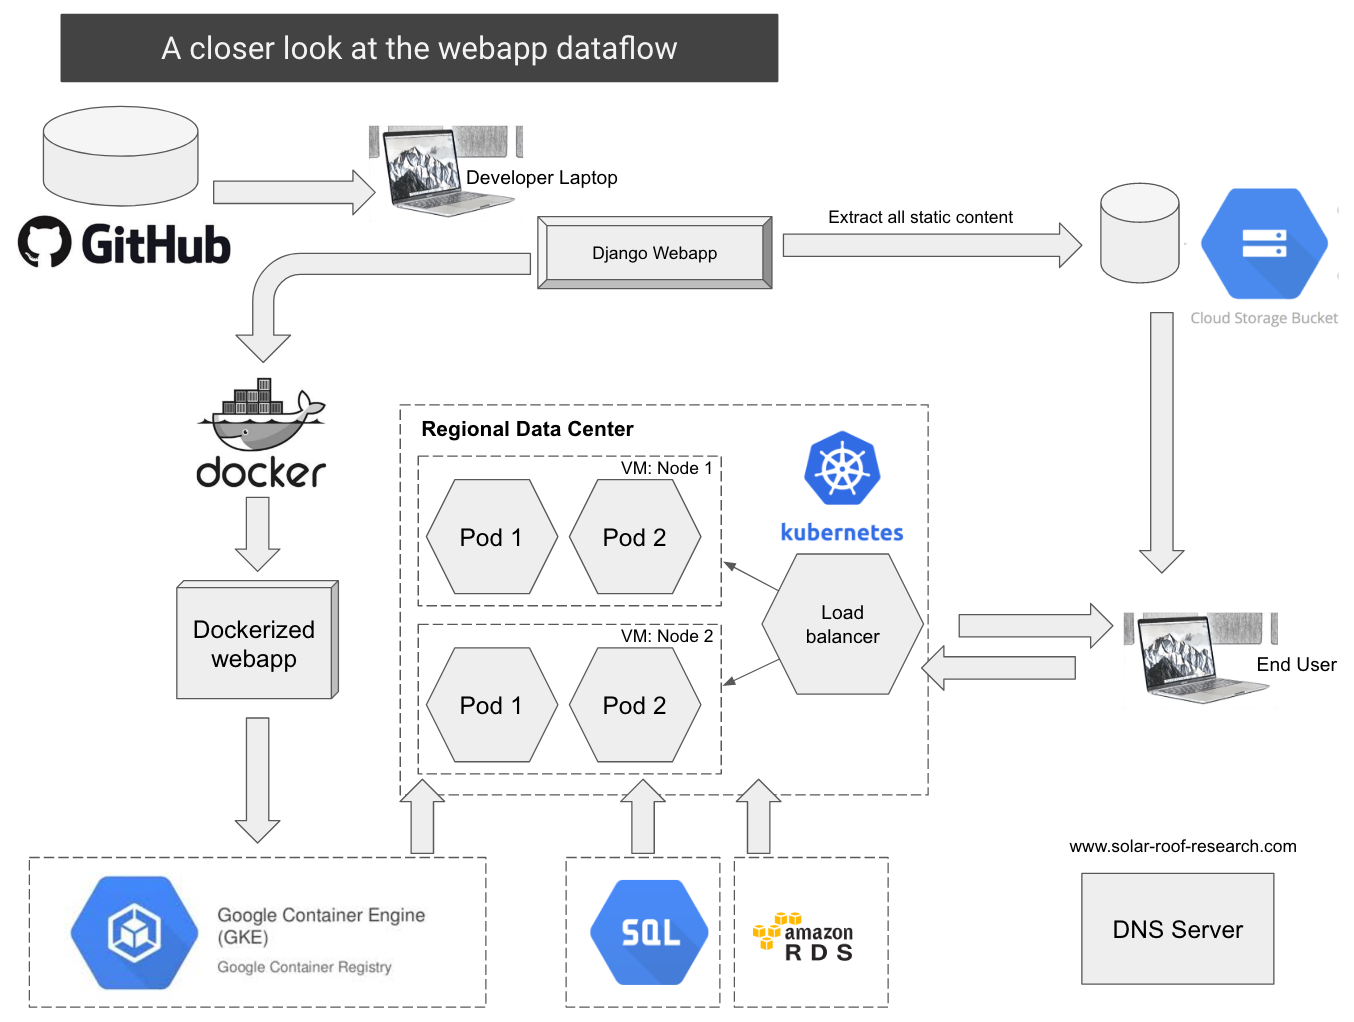 A closer look at the webapp dataflow
GitHub
Developer Laptop
Django Webapp
Extract all static content
Cloud Storage Bucket
docker
Dockerized
webapp
Regional Data Center
VM: Node 1
Pod 1
Pod 2
VM: Node 2
Pod 1
Pod 2
kubernetes
Load
balancer
End User
Google Container Engine
(GKE)
Google Container Registry
SQL
amazon
RDS
www.solar-roof-research.com
DNS Server